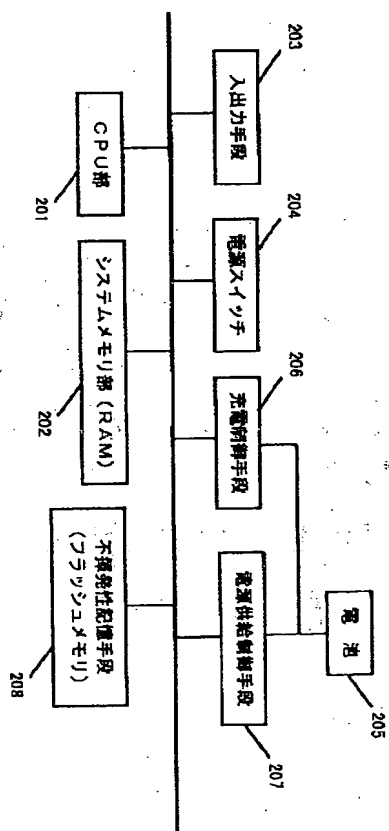 203
入出力手段
204
電源スイッチ
206
充電制御手段
電源供給制御手段
207
電池
205
CPU部
201
システムメモリ部(RAM)
202
不揮発性記憶手段
(フラッシュメモリ)
208